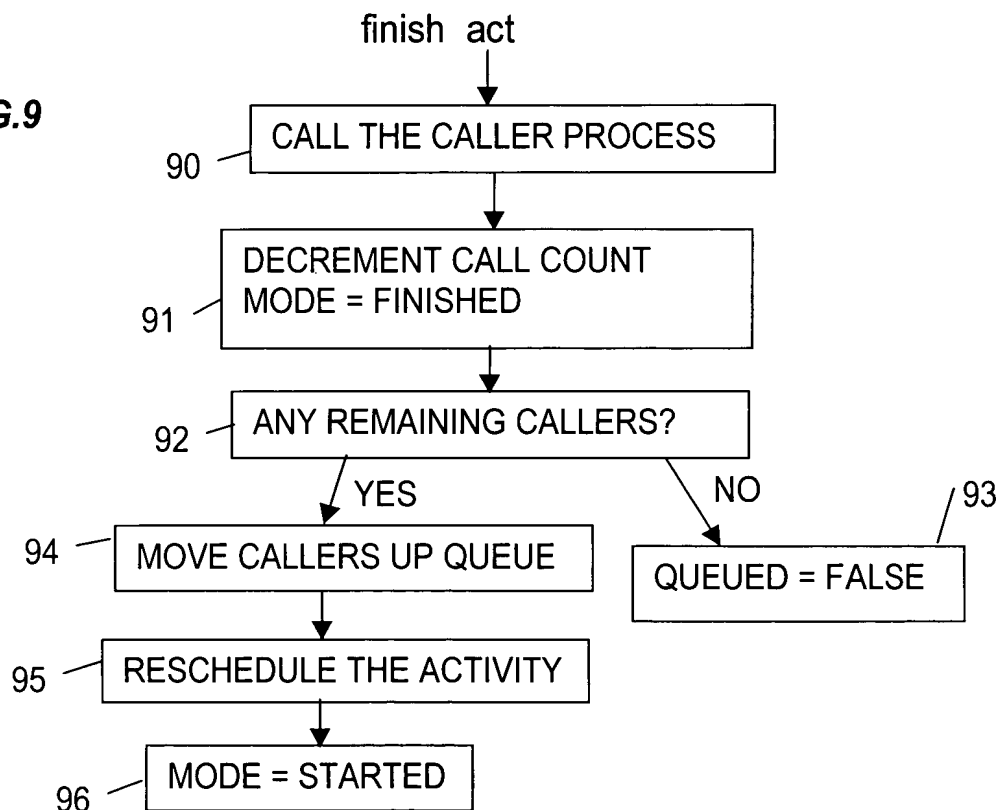 finish act
G.9
CALL THE CALLER PROCESS
90
DECREMENT CALL COUNT
MODE = FINISHED
91
ANY REMAINING CALLERS?
92
YES
NO
93
94
MOVE CALLERS UP QUEUE
QUEUED = FALSE
RESCHEDULE THE ACTIVITY
95
MODE = STARTED
96